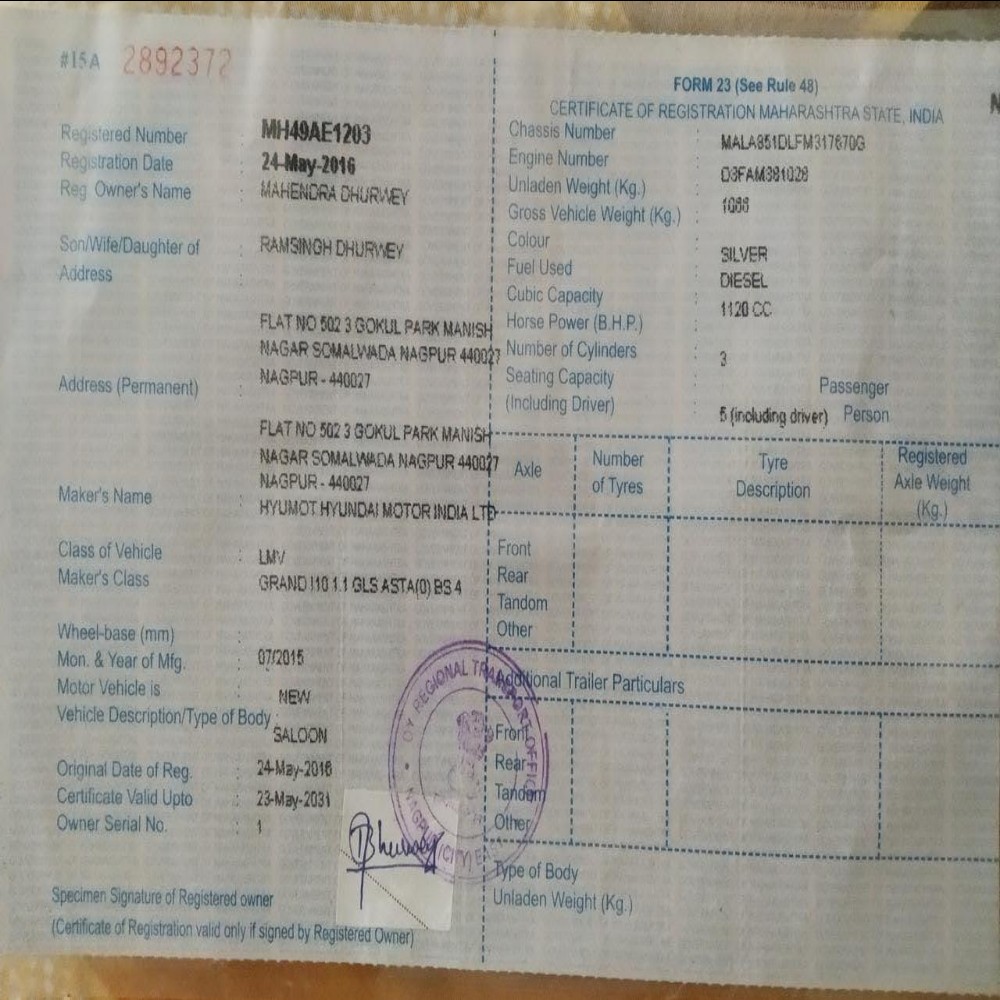 #15A 2892372
Registered Number : MH49AE1203
Registration Date : 24-May-2016
Reg. Owner's Name : MAHENDRA DHURWEY
Son/Wife/Daughter of : RAMSINGH DHURWEY
Address :
FLAT NO 502 3 GOKUL PARK MANISH
NAGAR SOMALWADA NAGPUR 440027
NAGPUR - 440027
Address (Permanent) :
FLAT NO 502 3 GOKUL PARK MANISH
NAGAR SOMALWADA NAGPUR 440027
NAGPUR - 440027
Maker's Name : HYUMOT HYUNDAI MOTOR INDIA LTD
Class of Vehicle : LMV
Maker's Class : GRAND I10 1.1 GLS ASTA(O) BS 4
Wheel-base (mm) :
Mon. & Year of Mfg. : 07/2015
Motor Vehicle is : NEW
Vehicle Description/Type of Body : SALOON
Original Date of Reg. : 24-May-2016
Certificate Valid Upto : 23-May-2031
Owner Serial No. : 1
Specimen Signature of Registered owner
(Certificate of Registration valid only if signed by Registered Owner)
DY REGIONAL TRANSPORT OFFICE
NAGPUR (CITY)
FORM 23 (See Rule 48)
CERTIFICATE OF REGISTRATION MAHARASHTRA STATE, INDIA
N
Chassis Number : MALA851DLFM317670G
Engine Number : D3FAM381028
Unladen Weight (Kg.) : 1088
Gross Vehicle Weight (Kg.) :
Colour : SILVER
Fuel Used : DIESEL
Cubic Capacity : 1120 CC
Horse Power (B.H.P.) :
Number of Cylinders : 3
Seating Capacity Passenger
(Including Driver) : 5 (including driver) Person
Axle Number of Tyres Tyre Description Registered Axle Weight (Kg.)
Front
Rear
Tandom
Other
Additional Trailer Particulars
Front
Rear
Tandom
Other
Type of Body
Unladen Weight (Kg.)